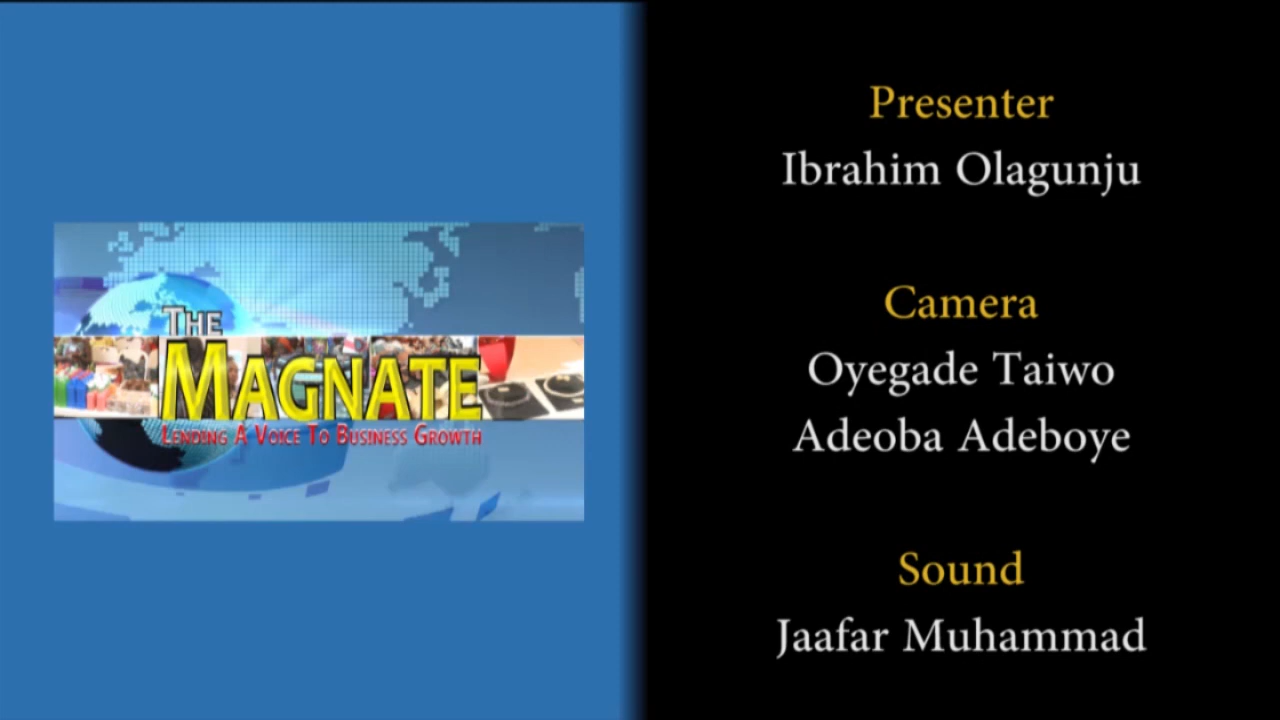 THE
MAGNATE
LENDING A VOICE TO BUSINESS GROWTH
Presenter
Ibrahim Olagunju
Camera
Oyegade Taiwo
Adeoba Adeboye
Sound
Jaafar Muhammad